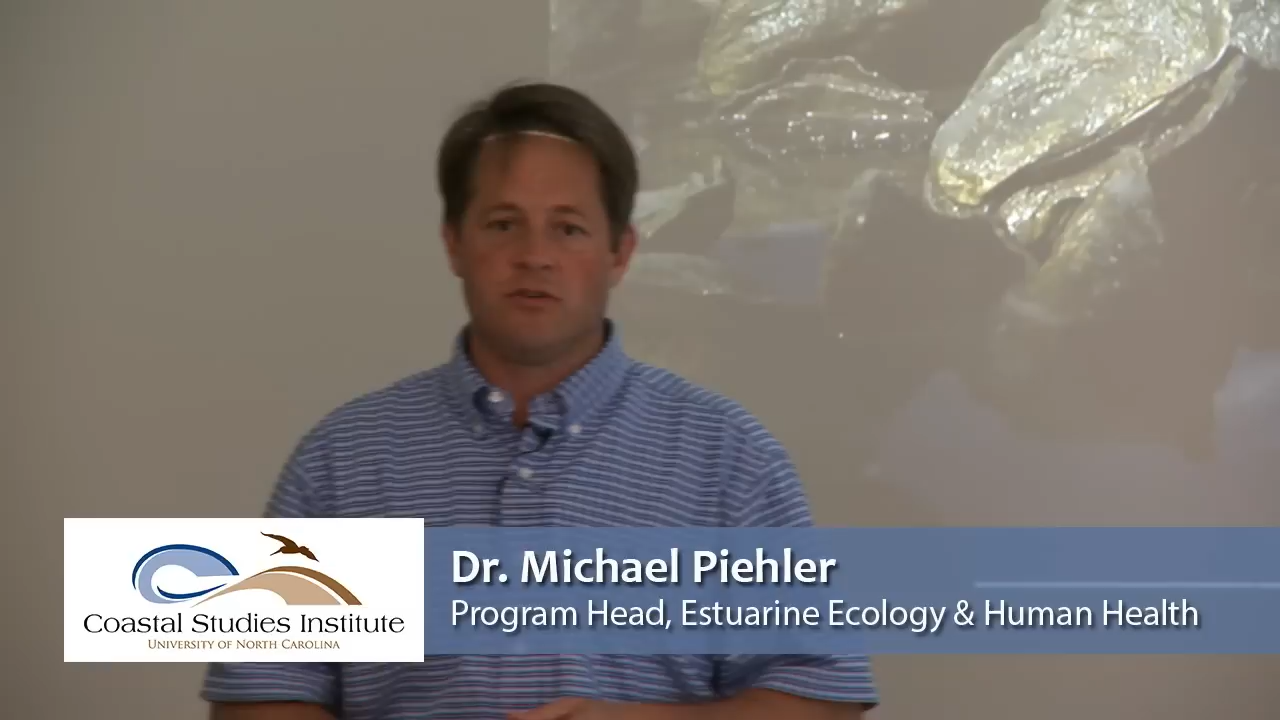 Dr. Michael Piehler
Program Head, Estuarine Ecology & Human Health
Coastal Studies Institute
UNIVERSITY OF NORTH CAROLINA